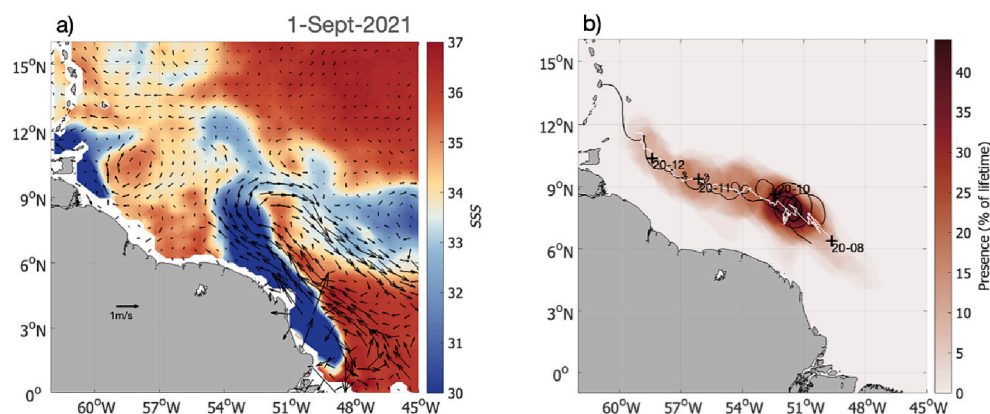 a) 1-Sept-2021
15°N
12°N
9°N
6°N
3°N
0°
60°W 57°W 54°W 51°W 48°W 45°W
1m/s
37
36
35
34
33
32
31
30
SSS
b)
15°N
12°N
9°N
6°N
3°N
0°
60°W 57°W 54°W 51°W 48°W 45°W
20-12
20-11
20-10
20-08
40
35
30
25
20
15
10
5
0
Presence (% of lifetime)